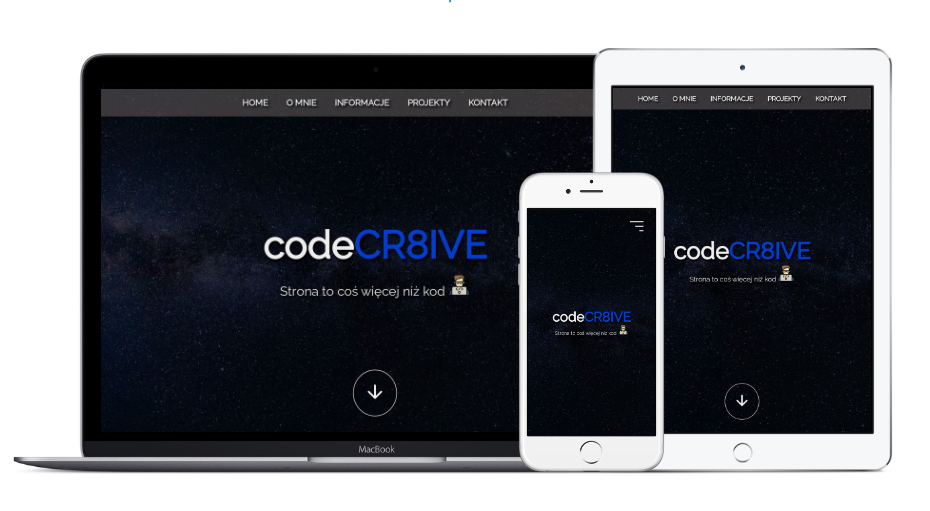 HOME O MNIE INFORMACJE PROJEKTY KONTAKT
codeCR8IVE
Strona to coś więcej niż kod
MacBook
HOME O MNIE INFORMACJE PROJEKTY KONTAKT
codeCR8IVE
Strona to coś więcej niż kod
codeCR8IVE
Strona to coś więcej niż kod